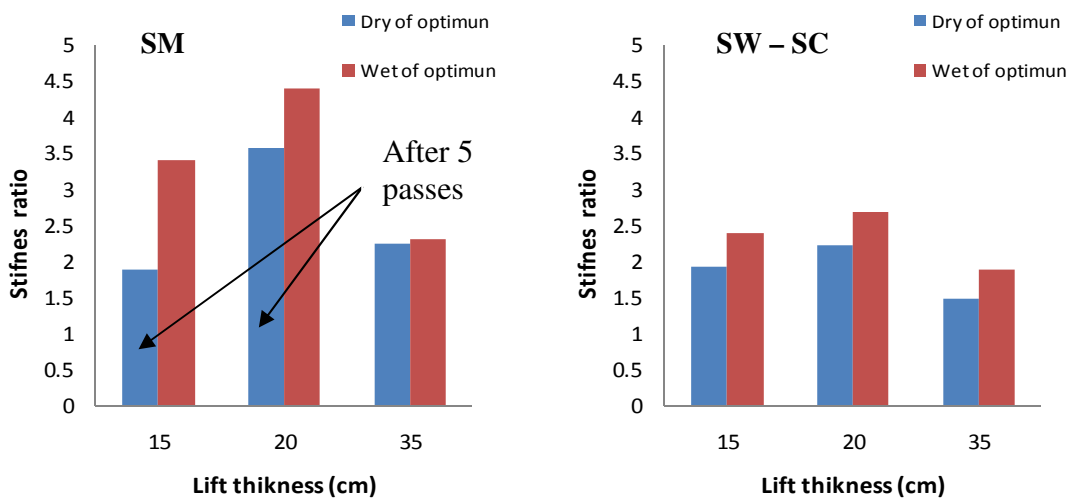 SM
Dry of optimun
Wet of optimun
After 5
passes
Stifnes ratio
5
4.5
4
3.5
3
2.5
2
1.5
1
0.5
0
15 20 35
Lift thikness (cm)
SW – SC
Dry of optimun
Wet of optimun
Stifnes ratio
5
4.5
4
3.5
3
2.5
2
1.5
1
0.5
0
15 20 35
Lift thikness (cm)